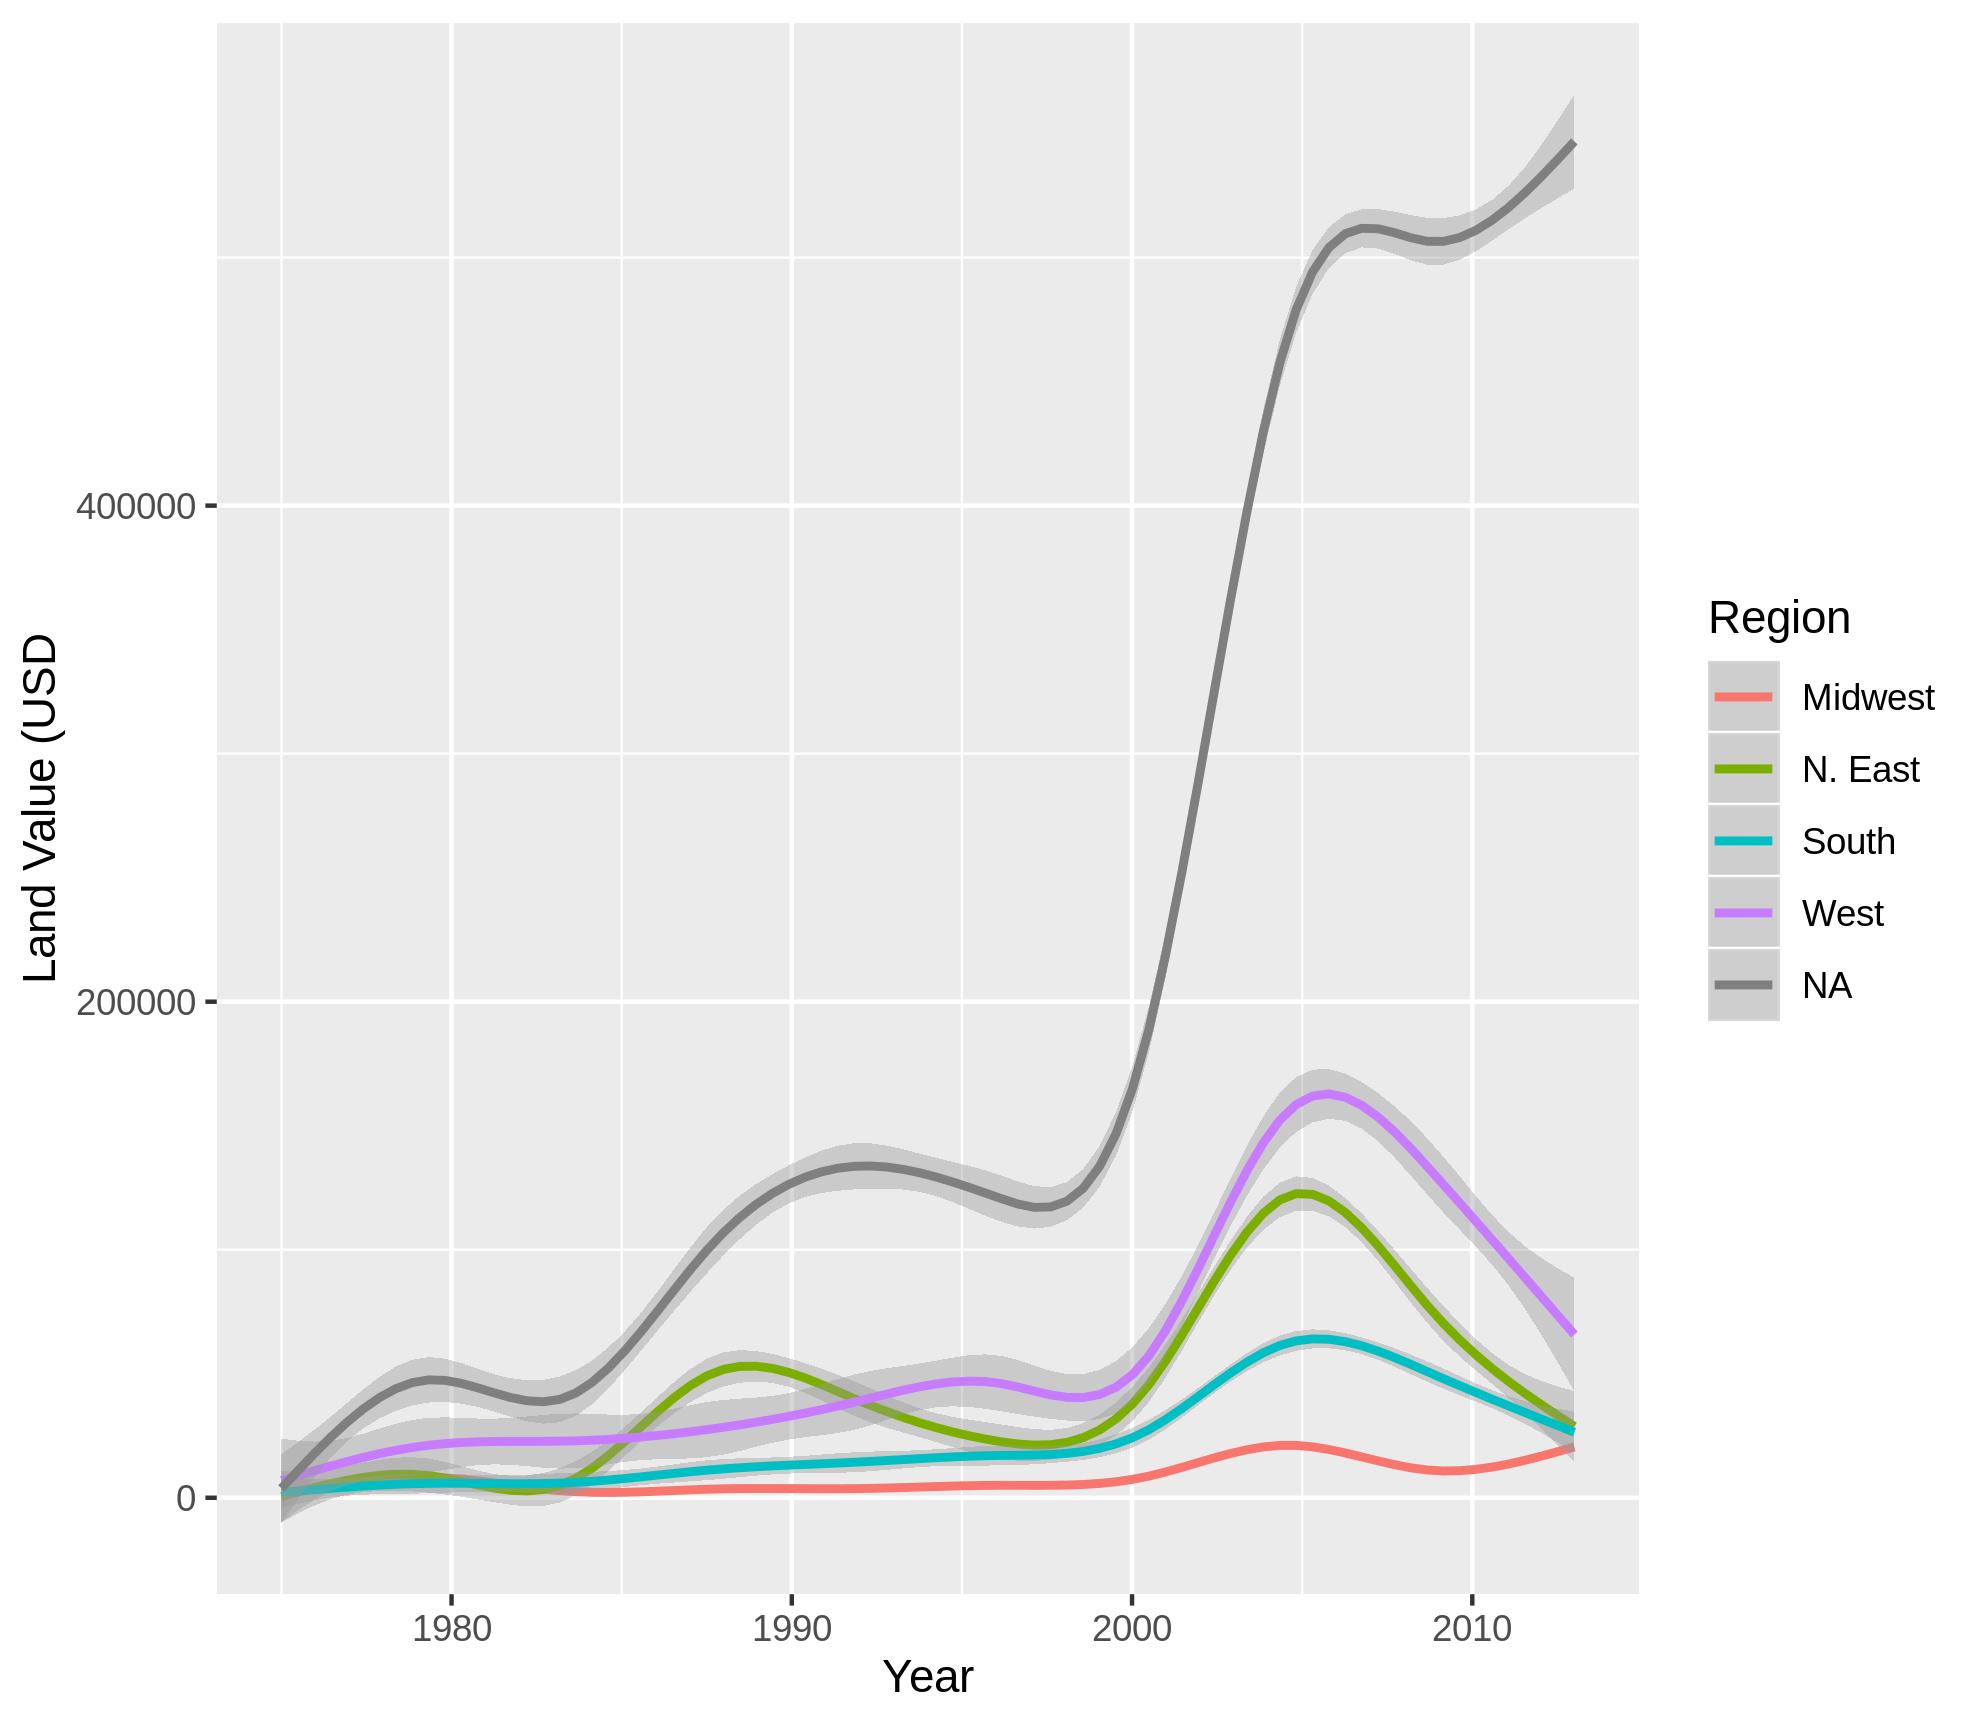 Land Value (USD
400000
200000
0
1980
1990
2000
2010
Year
Region
Midwest
N. East
South
West
NA